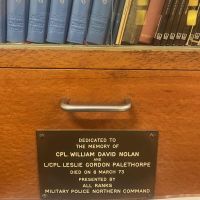 DEDICATED TO
THE MEMORY OF
CPL WILLIAM DAVID NOLAN
AND
L/CPL LESLIE GORDON PALETHORPE
DIED ON 6 MARCH 73
PRESENTED BY
ALL RANKS
MILITARY POLICE NORTHERN COMMAND